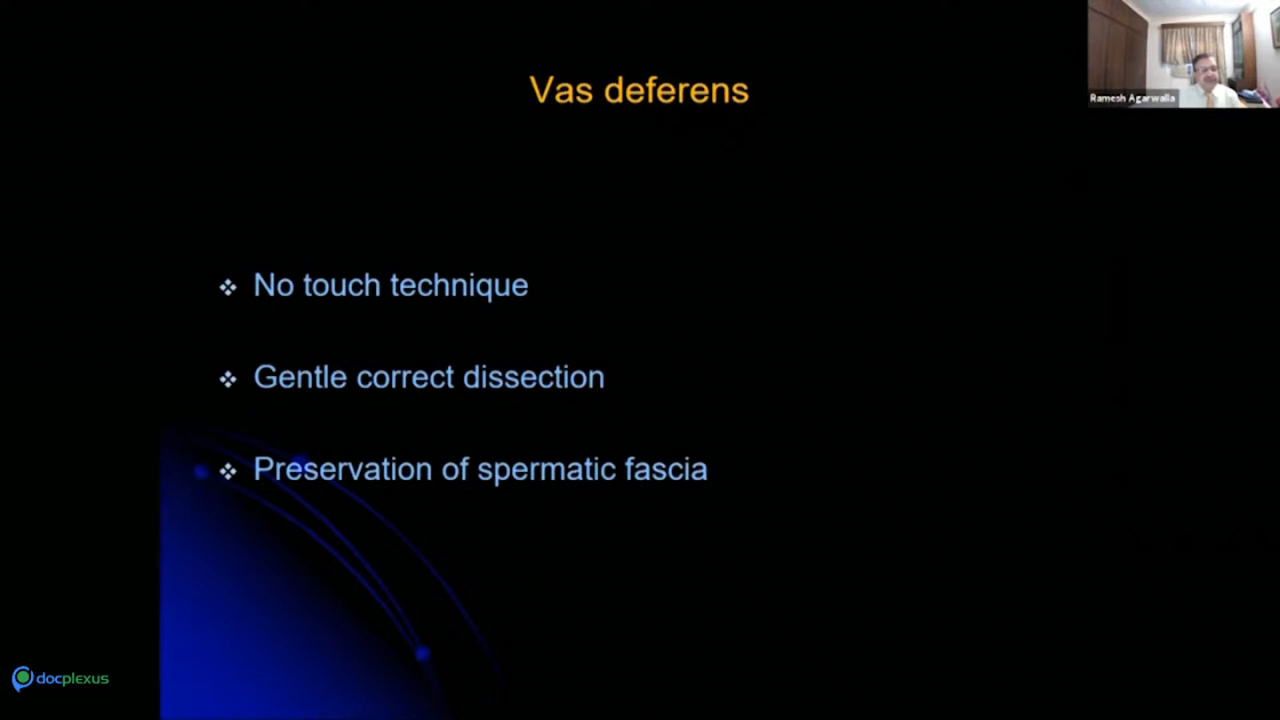 Vas deferens
Ramesh Agarwalla
❖ No touch technique
❖ Gentle correct dissection
❖ Preservation of spermatic fascia
docplexus